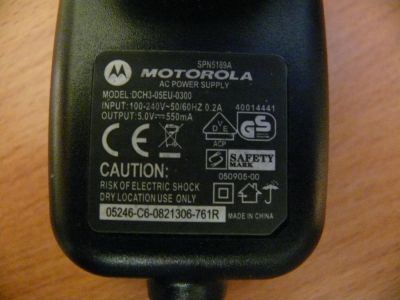 SPN5189A
MOTOROLA
AC POWER SUPPLY
MODEL: DCH3-05EU-0300
INPUT: 100-240V~50/60HZ 0.2A
OUTPUT: 5.0V⎓550mA
40014441
VDE
GS
ACP
SAFETY
MARK
CE
050905-00
CAUTION:
RISK OF ELECTRIC SHOCK
DRY LOCATION USE ONLY
05246-C6-0821306-761R
MADE IN CHINA